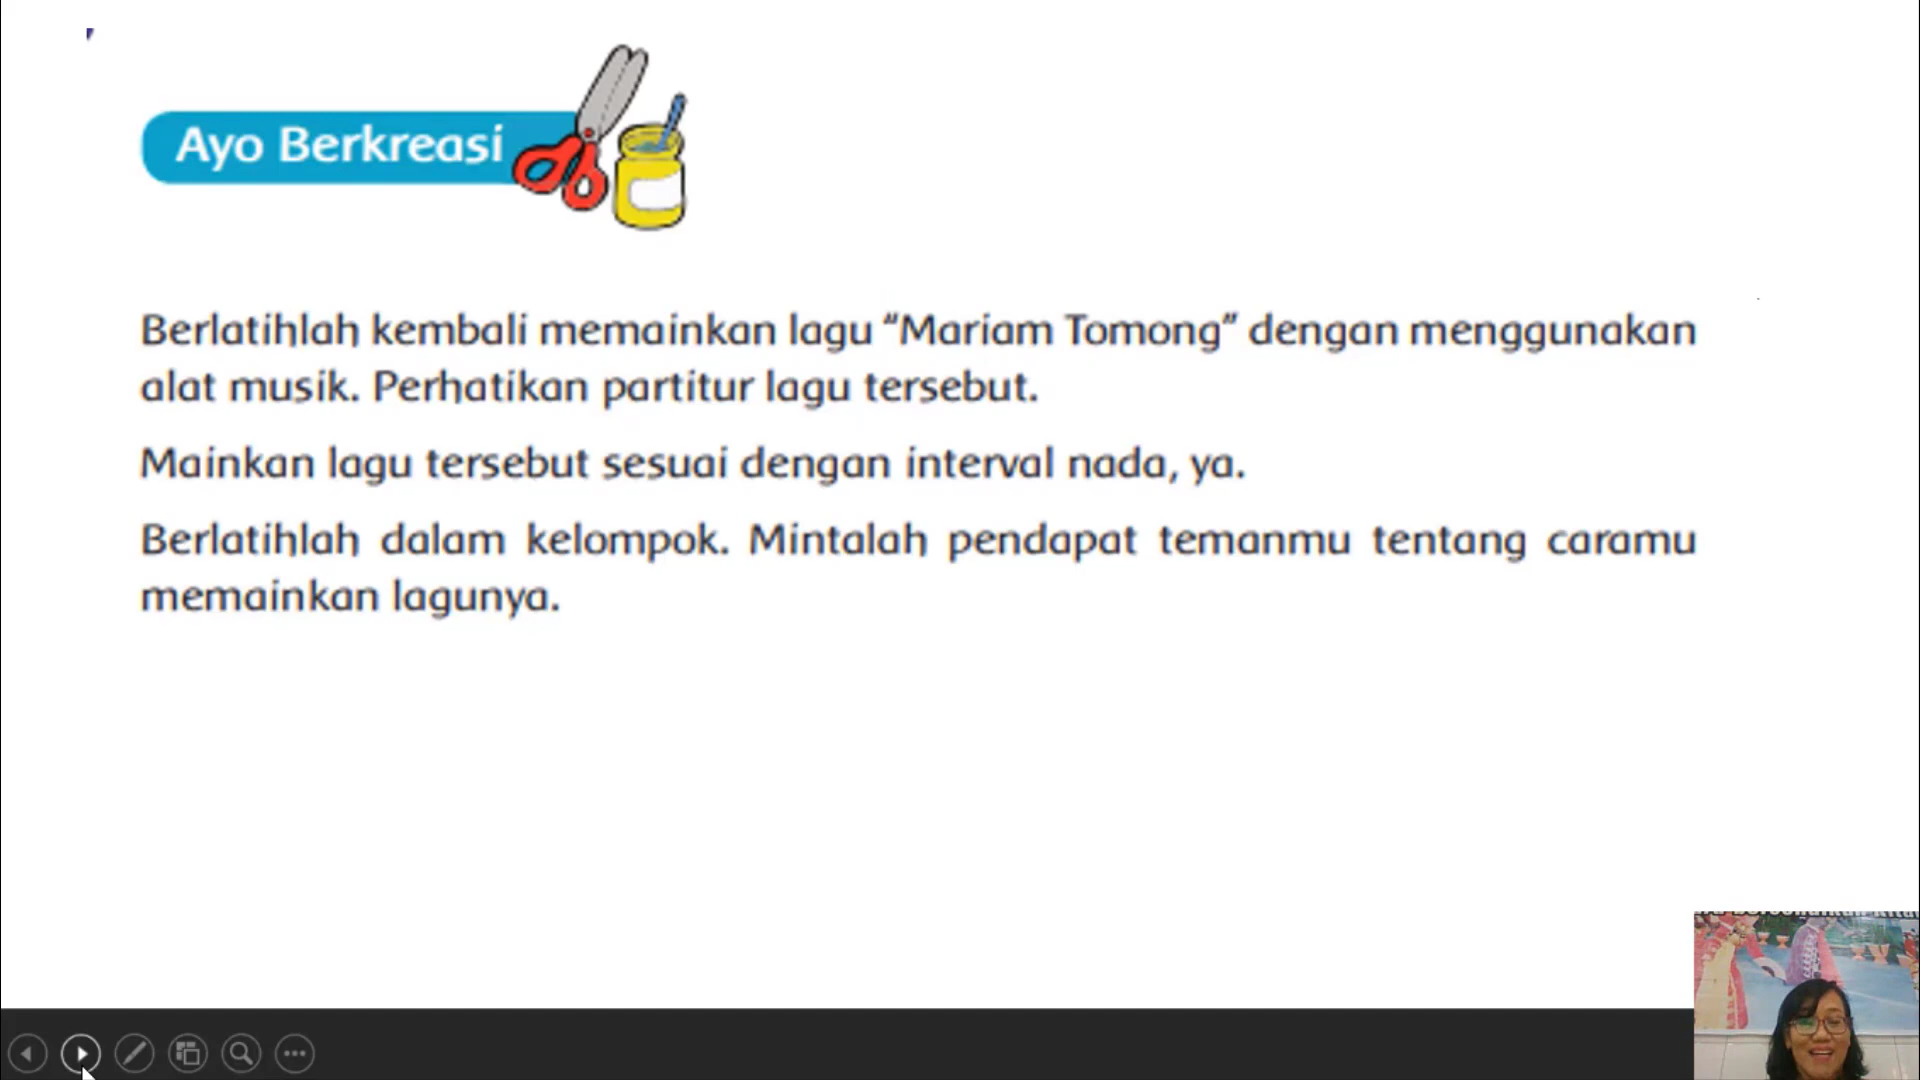 Ayo Berkreasi
Berlatihlah kembali memainkan lagu “Mariam Tomong” dengan menggunakan
alat musik. Perhatikan partitur lagu tersebut.
Mainkan lagu tersebut sesuai dengan interval nada, ya.
Berlatihlah dalam kelompok. Mintalah pendapat temanmu tentang caramu
memainkan lagunya.